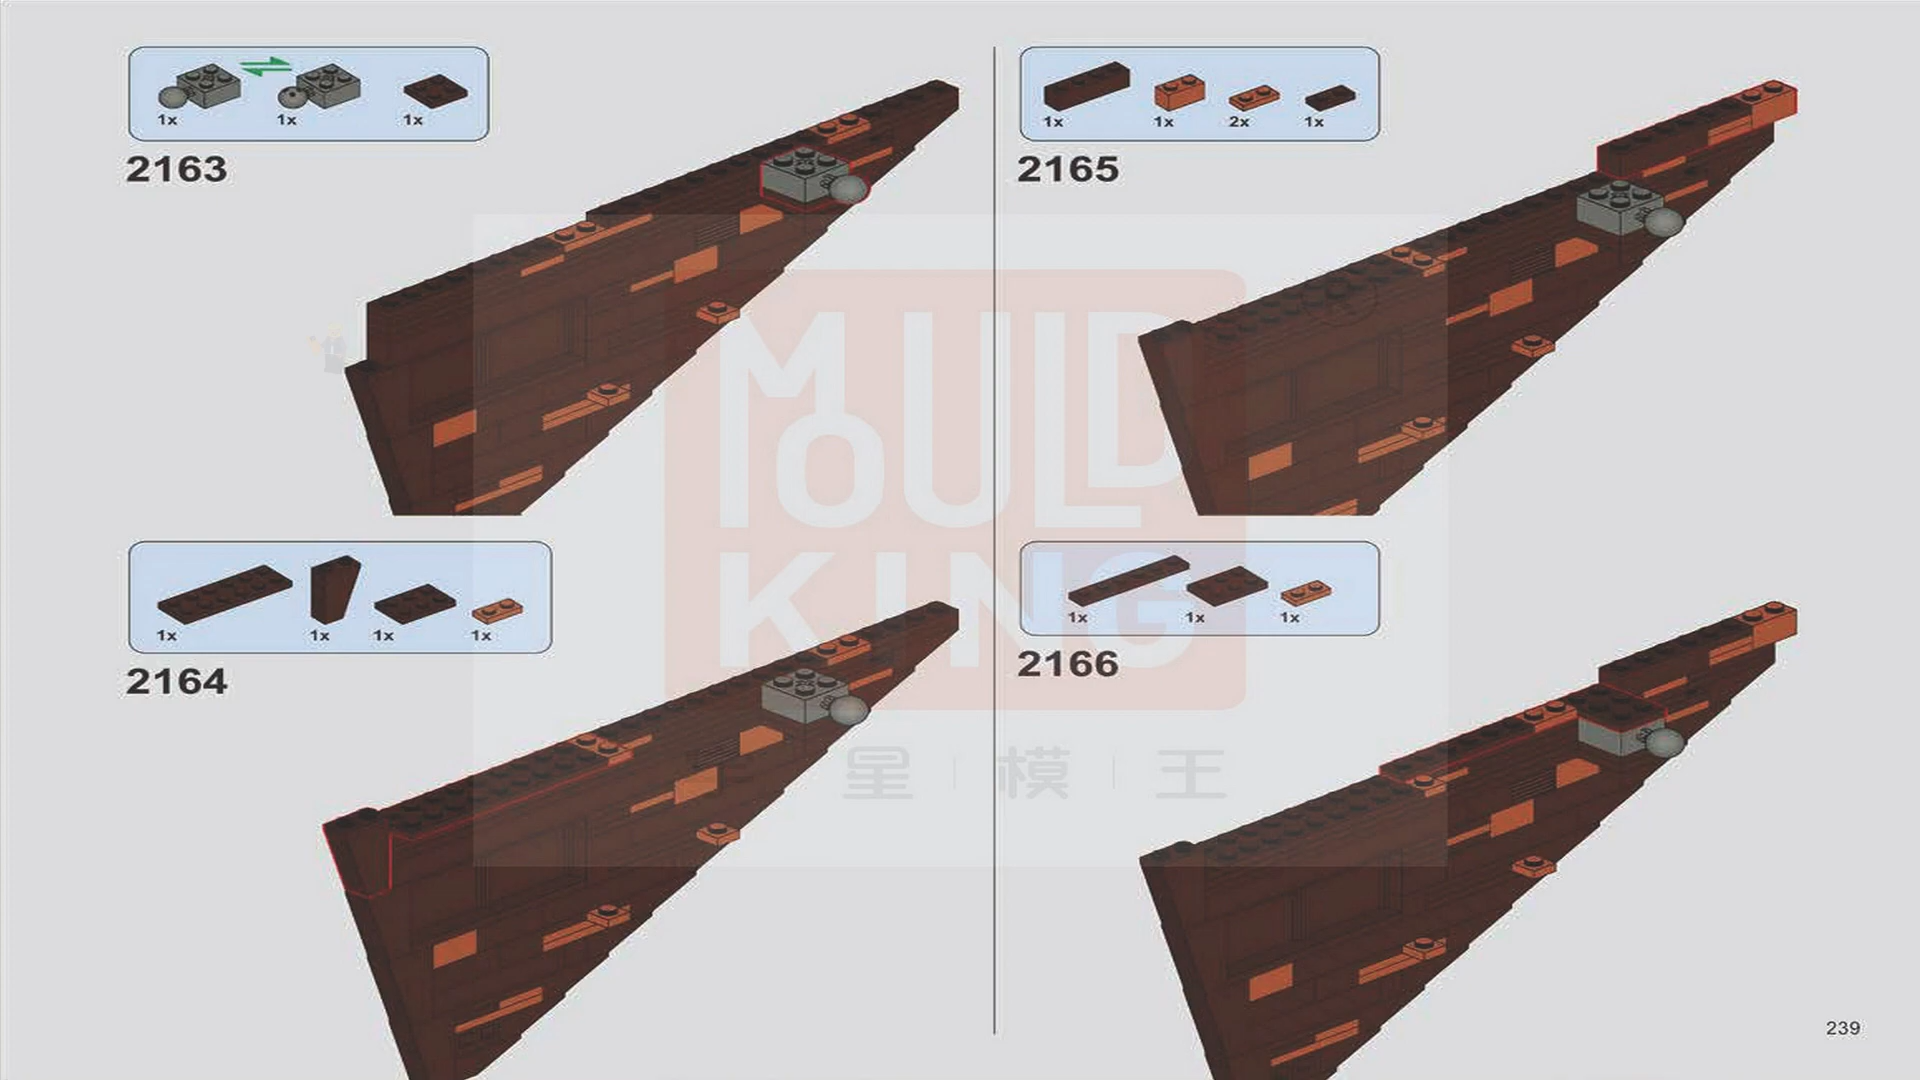 1x 1x 1x
2163
1x 1x 1x 1x
2164
1x 1x 2x 1x
2165
1x 1x 1x
2166
MOULD
KING
星 | 模 | 王
239